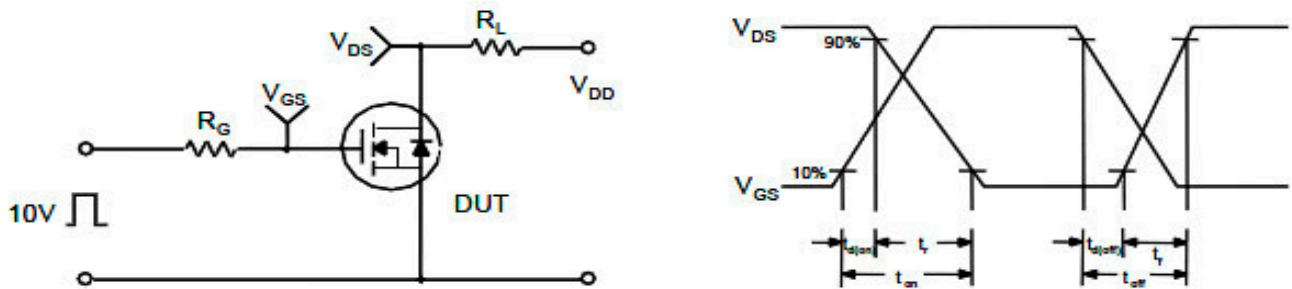 V_DS
R_L
V_DD
V_GS
R_G
10V
DUT
V_DS
90%
10%
V_GS
t_d(on)
t_r
t_on
t_d(off)
t_f
t_off